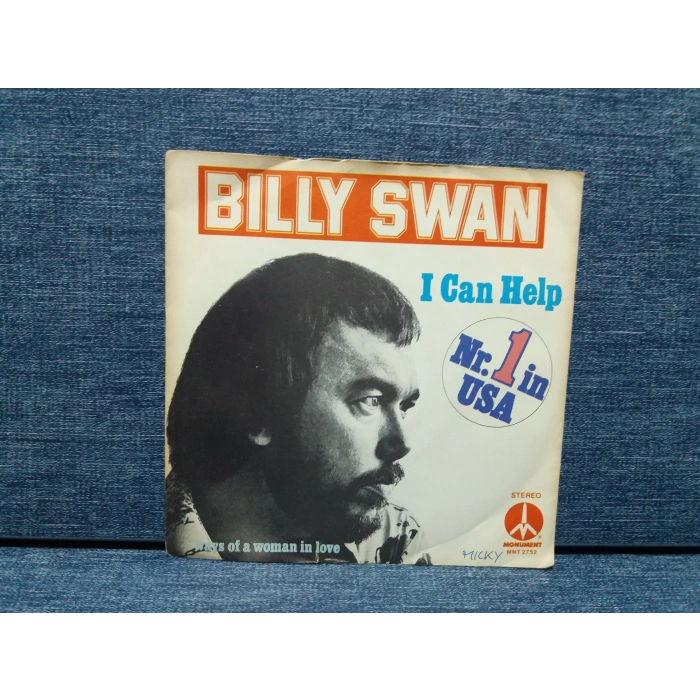 BILLY SWAN
I Can Help
Nr. 1 in
USA
STEREO
MONUMENT
MNT 2752
ways of a woman in love
MICKY